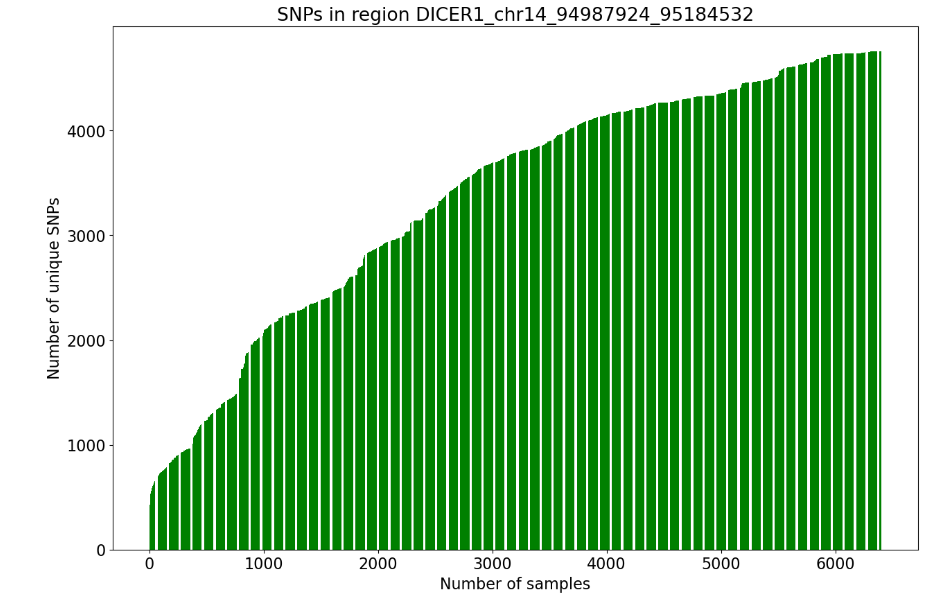 SNPs in region DICER1_chr14_94987924_95184532
Number of unique SNPs
4000
3000
2000
1000
0
0 1000 2000 3000 4000 5000 6000
Number of samples